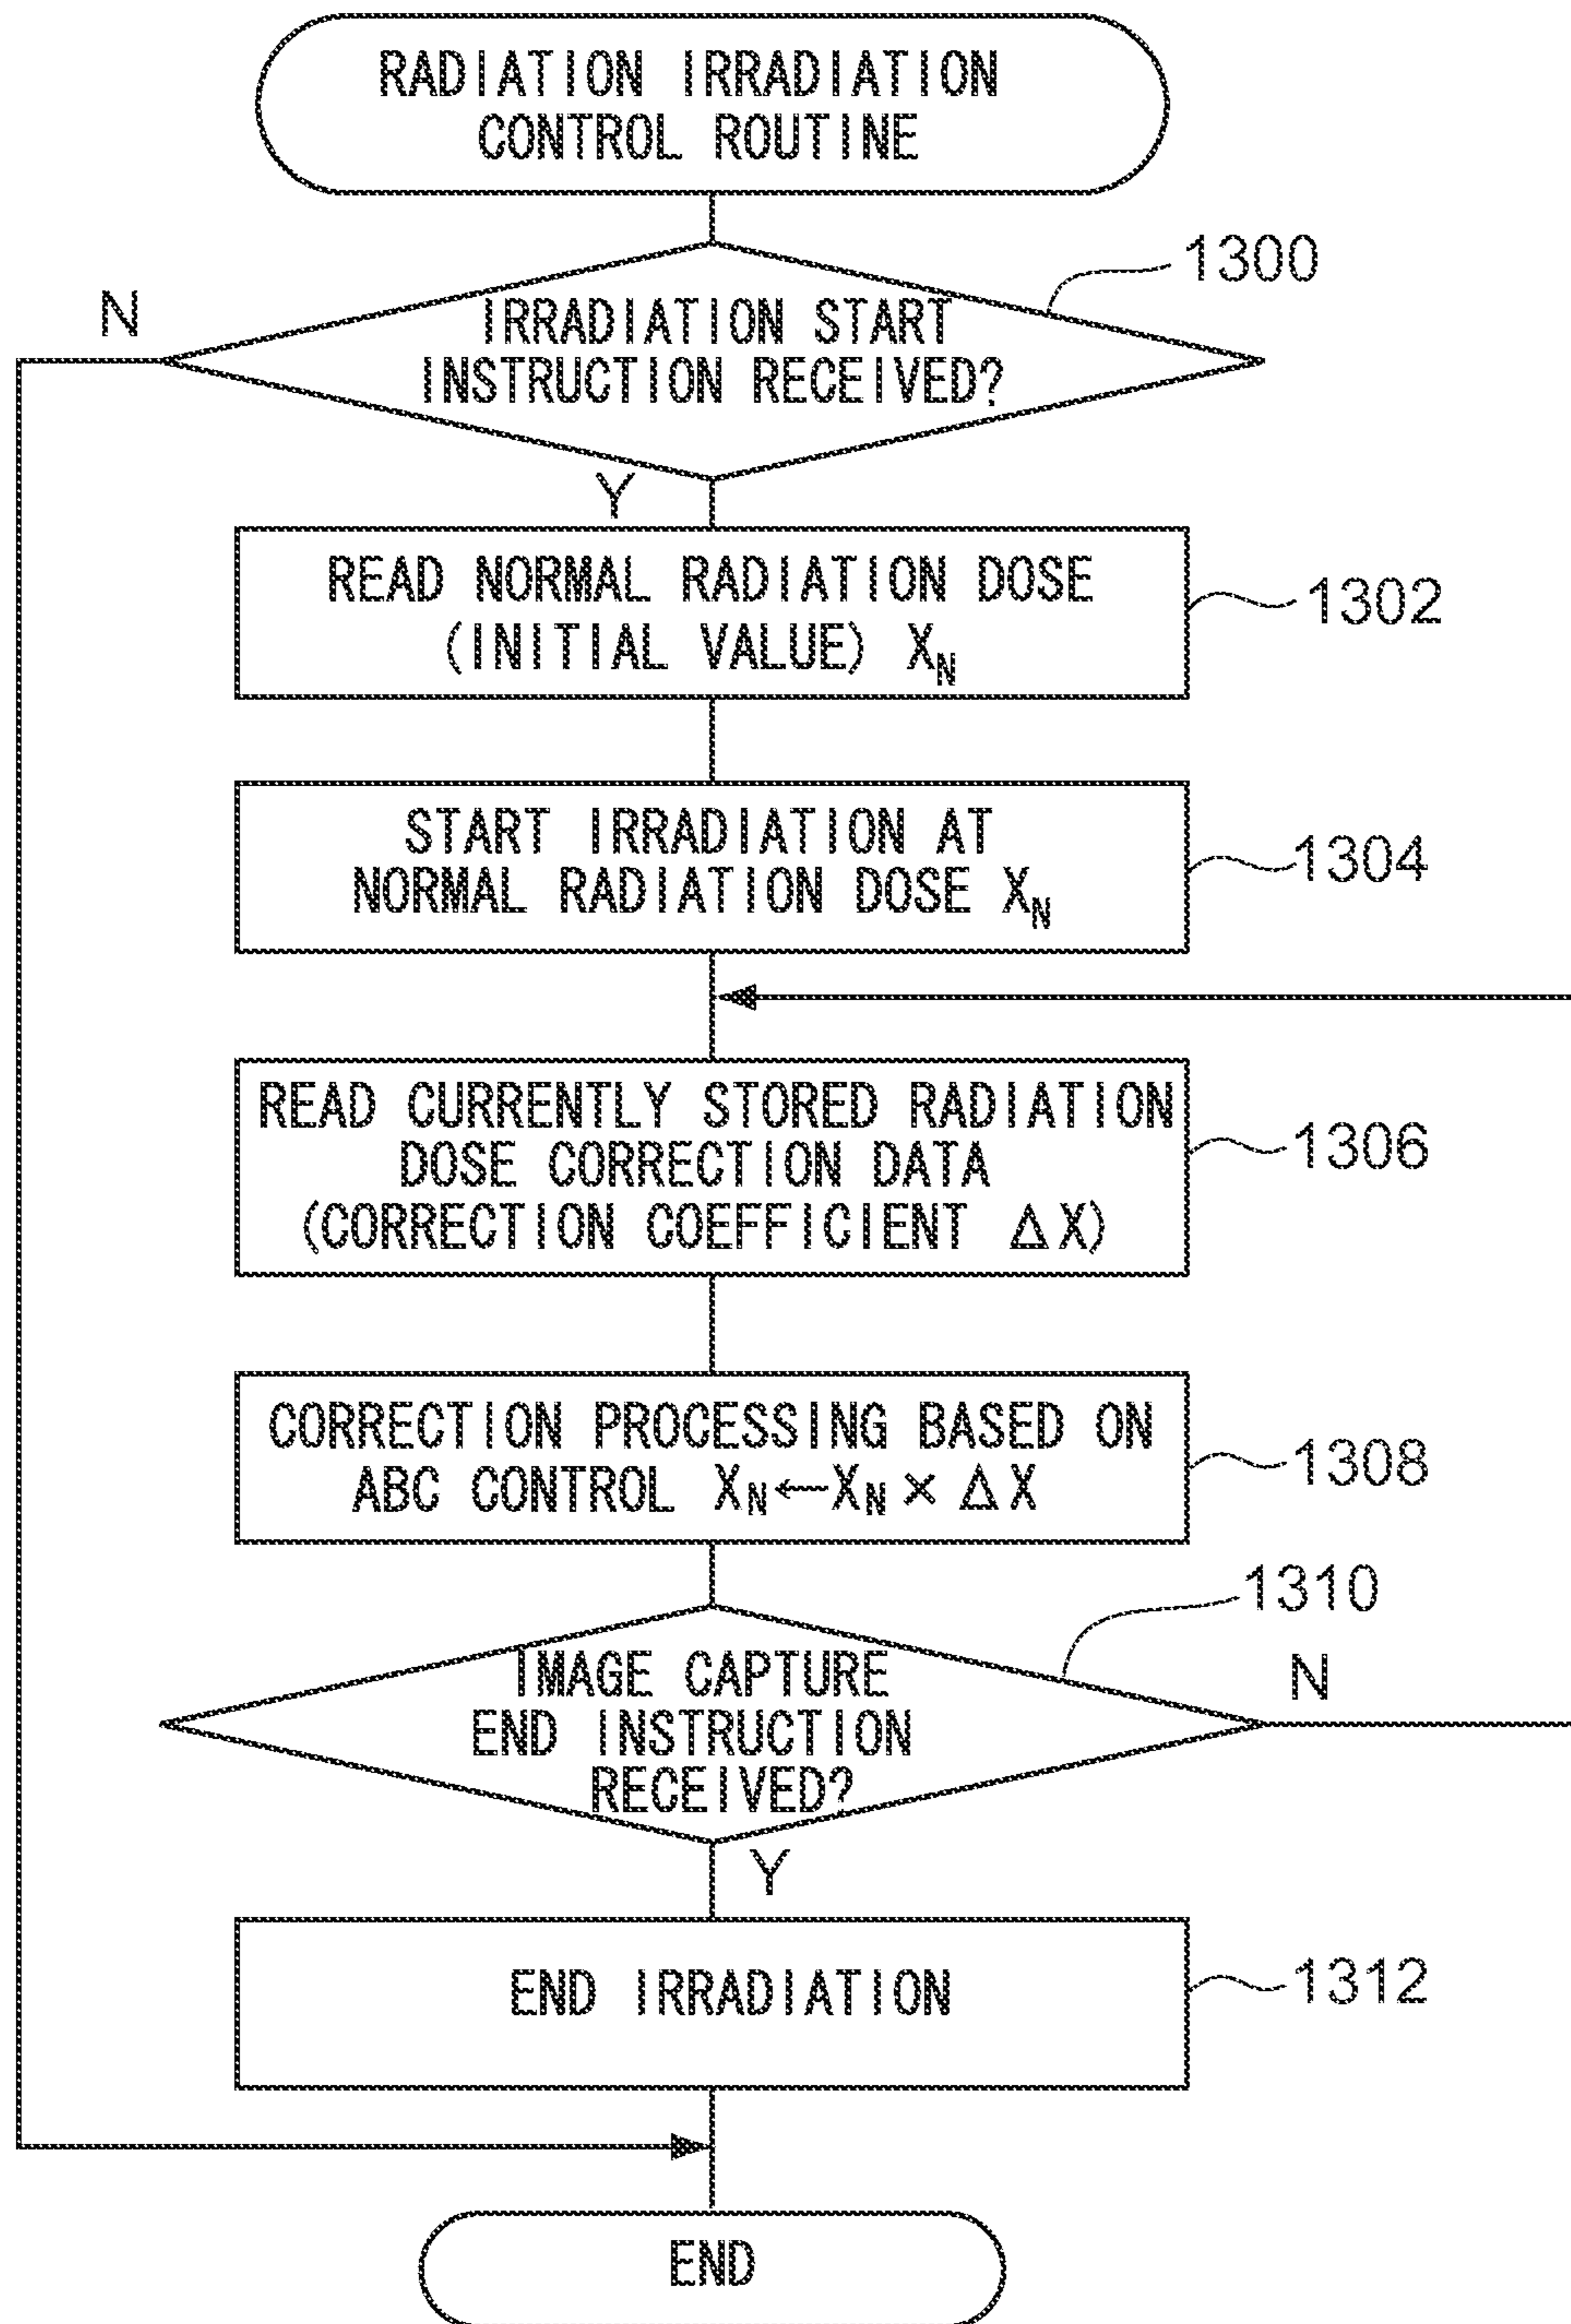 RADIATION IRRADIATION
CONTROL ROUTINE
1300
N
IRRADIATION START
INSTRUCTION RECEIVED?
Y
READ NORMAL RADIATION DOSE
(INITIAL VALUE) XN
1302
START IRRADIATION AT
NORMAL RADIATION DOSE XN
1304
READ CURRENTLY STORED RADIATION
DOSE CORRECTION DATA
(CORRECTION COEFFICIENT ΔX)
1306
CORRECTION PROCESSING BASED ON
ABC CONTROL XN←XN × ΔX
1308
1310
IMAGE CAPTURE
END INSTRUCTION
RECEIVED?
N
Y
END IRRADIATION
1312
END